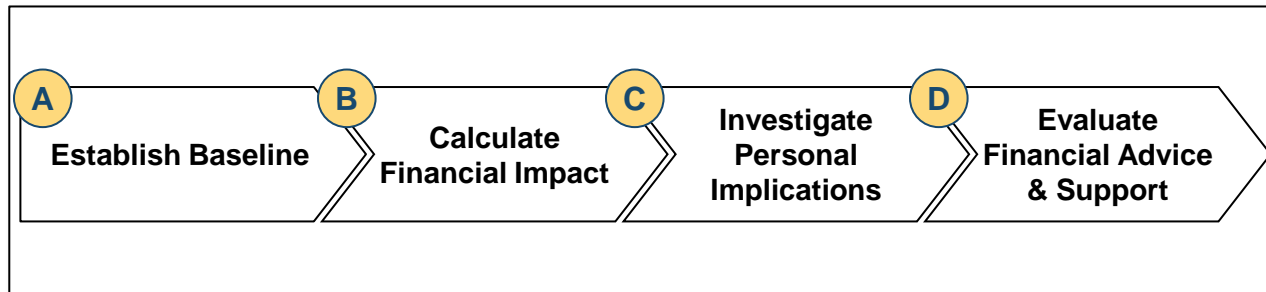 A
Establish Baseline
B
Calculate
Financial Impact
C
Investigate
Personal
Implications
D
Evaluate
Financial Advice
& Support